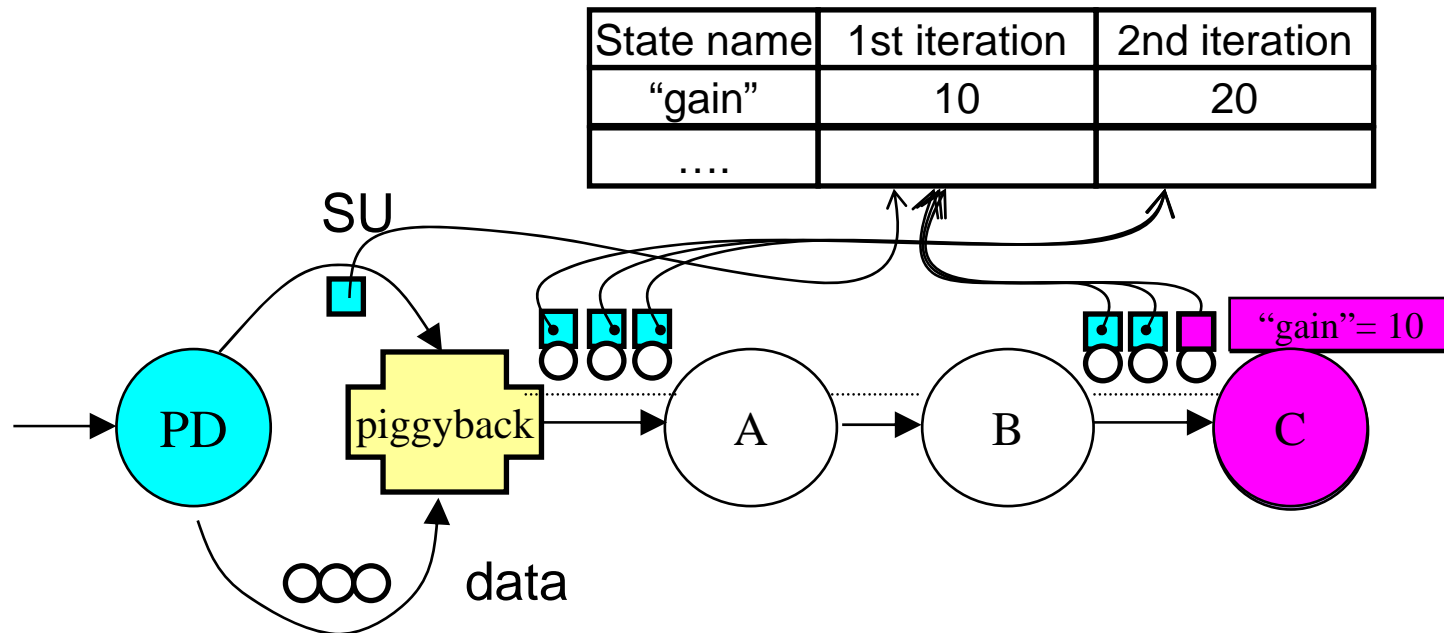 State name 1st iteration 2nd iteration
“gain” 10 20
....
SU
“gain”= 10
PD
piggyback
A
B
C
data